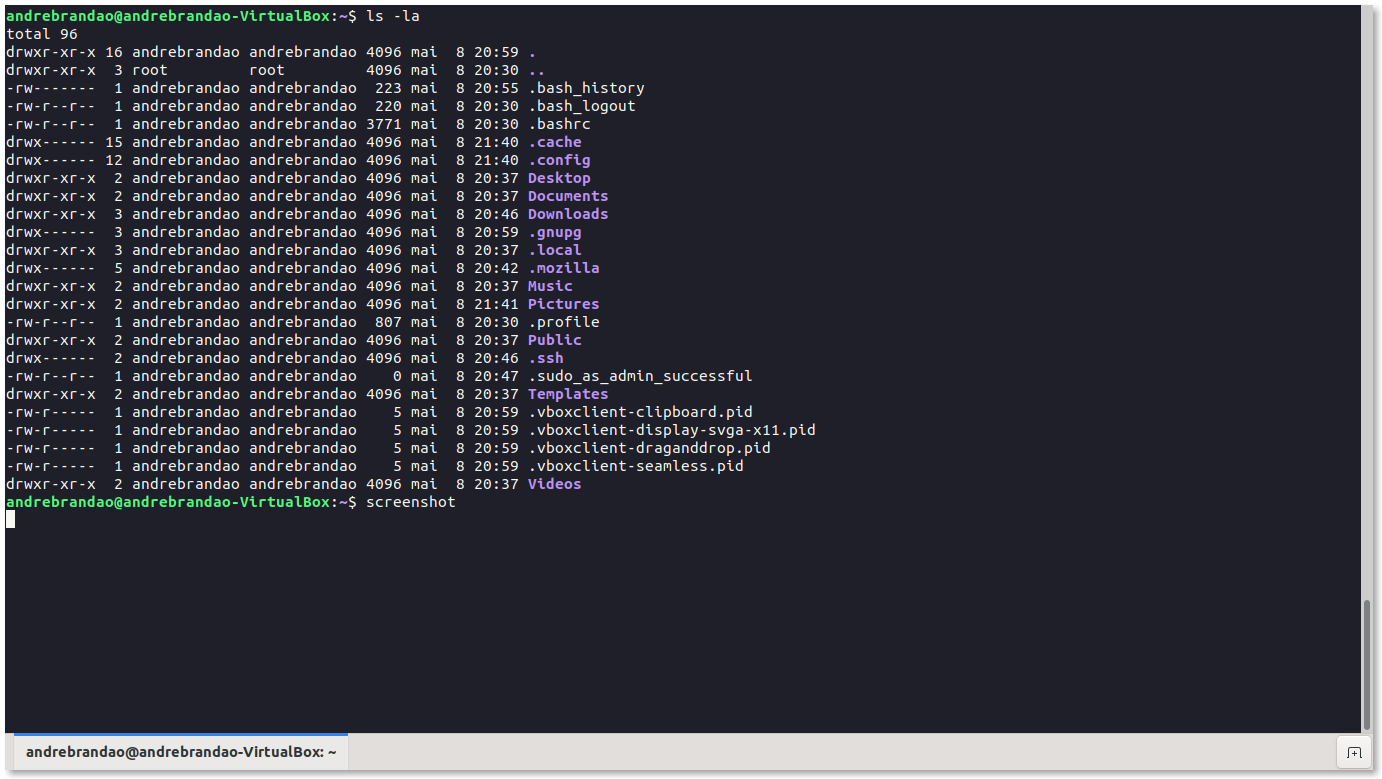 andrebrandao@andrebrandao-VirtualBox:~$ ls -la
total 96
drwxr-xr-x 16 andrebrandao andrebrandao 4096 mai  8 20:59 .
drwxr-xr-x  3 root         root         4096 mai  8 20:30 ..
-rw-------  1 andrebrandao andrebrandao  223 mai  8 20:55 .bash_history
-rw-r--r--  1 andrebrandao andrebrandao  220 mai  8 20:30 .bash_logout
-rw-r--r--  1 andrebrandao andrebrandao 3771 mai  8 20:30 .bashrc
drwx------ 15 andrebrandao andrebrandao 4096 mai  8 21:40 .cache
drwx------ 12 andrebrandao andrebrandao 4096 mai  8 21:40 .config
drwxr-xr-x  2 andrebrandao andrebrandao 4096 mai  8 20:37 Desktop
drwxr-xr-x  2 andrebrandao andrebrandao 4096 mai  8 20:37 Documents
drwxr-xr-x  3 andrebrandao andrebrandao 4096 mai  8 20:46 Downloads
drwx------  3 andrebrandao andrebrandao 4096 mai  8 20:59 .gnupg
drwxr-xr-x  3 andrebrandao andrebrandao 4096 mai  8 20:37 .local
drwx------  5 andrebrandao andrebrandao 4096 mai  8 20:42 .mozilla
drwxr-xr-x  2 andrebrandao andrebrandao 4096 mai  8 20:37 Music
drwxr-xr-x  2 andrebrandao andrebrandao 4096 mai  8 21:41 Pictures
-rw-r--r--  1 andrebrandao andrebrandao  807 mai  8 20:30 .profile
drwxr-xr-x  2 andrebrandao andrebrandao 4096 mai  8 20:37 Public
drwx------  2 andrebrandao andrebrandao 4096 mai  8 20:46 .ssh
-rw-r--r--  1 andrebrandao andrebrandao    0 mai  8 20:47 .sudo_as_admin_successful
drwxr-xr-x  2 andrebrandao andrebrandao 4096 mai  8 20:37 Templates
-rw-r-----  1 andrebrandao andrebrandao    5 mai  8 20:59 .vboxclient-clipboard.pid
-rw-r-----  1 andrebrandao andrebrandao    5 mai  8 20:59 .vboxclient-display-svga-x11.pid
-rw-r-----  1 andrebrandao andrebrandao    5 mai  8 20:59 .vboxclient-draganddrop.pid
-rw-r-----  1 andrebrandao andrebrandao    5 mai  8 20:59 .vboxclient-seamless.pid
drwxr-xr-x  2 andrebrandao andrebrandao 4096 mai  8 20:37 Videos
andrebrandao@andrebrandao-VirtualBox:~$ screenshot
andrebrandao@andrebrandao-VirtualBox: ~